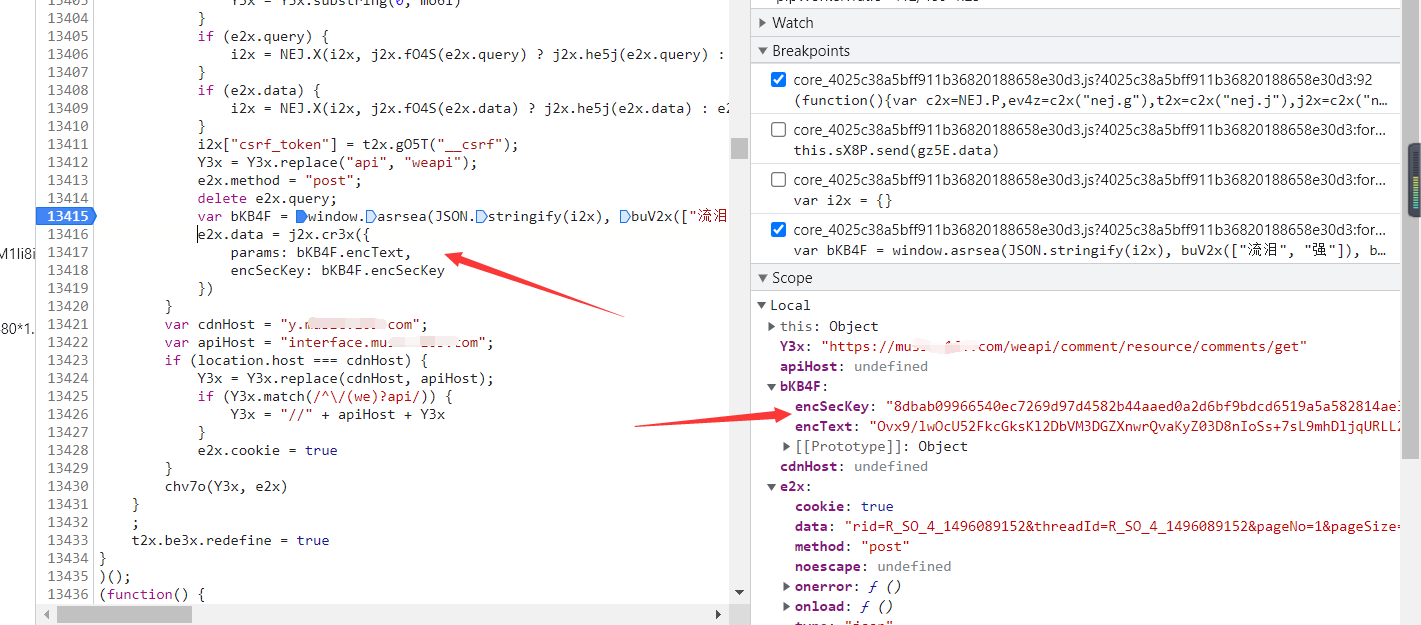 13403 Y3x = Y3x.substring(0, mo6i)
13404 }
13405 if (e2x.query) {
13406 i2x = NEJ.X(i2x, j2x.fO4S(e2x.query) ? j2x.he5j(e2x.query) :
13407 }
13408 if (e2x.data) {
13409 i2x = NEJ.X(i2x, j2x.fO4S(e2x.data) ? j2x.he5j(e2x.data) : e2
13410 }
13411 i2x["csrf_token"] = t2x.gO5T("__csrf");
13412 Y3x = Y3x.replace("api", "weapi");
13413 e2x.method = "post";
13414 delete e2x.query;
13415 var bKB4F = window.asrsea(JSON.stringify(i2x), buV2x(["流泪
13416 e2x.data = j2x.cr3x({
13417 params: bKB4F.encText,
13418 encSecKey: bKB4F.encSecKey
13419 })
13420 }
13421 var cdnHost = "y.m com";
13422 var apiHost = "interface.mu com";
13423 if (location.host === cdnHost) {
13424 Y3x = Y3x.replace(cdnHost, apiHost);
13425 if (Y3x.match(/^\/(we)?api/)) {
13426 Y3x = "//" + apiHost + Y3x
13427 }
13428 e2x.cookie = true
13429 }
13430 chv7o(Y3x, e2x)
13431 }
13432 ;
13433 t2x.be3x.redefine = true
13434 }
13435 )();
13436 (function() {
M1li8i
80*1.
Watch
Breakpoints
core_4025c38a5bff911b36820188658e30d3.js?4025c38a5bff911b36820188658e30d3:92
(function(){var c2x=NEJ.P,ev4z=c2x("nej.g"),t2x=c2x("nej.j"),j2x=c2x("n…
core_4025c38a5bff911b36820188658e30d3.js?4025c38a5bff911b36820188658e30d3:for…
this.sX8P.send(gz5E.data)
core_4025c38a5bff911b36820188658e30d3.js?4025c38a5bff911b36820188658e30d3:for…
var i2x = {}
core_4025c38a5bff911b36820188658e30d3.js?4025c38a5bff911b36820188658e30d3:for…
var bKB4F = window.asrsea(JSON.stringify(i2x), buV2x(["流泪", "强"]), b…
Scope
Local
this: Object
Y3x: "https://mus .com/weapi/comment/resource/comments/get"
apiHost: undefined
bKB4F:
encSecKey: "8dbab09966540ec7269d97d4582b44aaed0a2d6bf9bdcd6519a5a582814ae
encText: "Ovx9/lwOcU52FkcGksKl2DbVM3DGZXnwrQvaKyZ03D8nIoSs+7sL9mhDljqURLL
[[Prototype]]: Object
cdnHost: undefined
e2x:
cookie: true
data: "rid=R_SO_4_1496089152&threadId=R_SO_4_1496089152&pageNo=1&pageSize=
method: "post"
noescape: undefined
onerror: ƒ ()
onload: ƒ ()
type: "json"